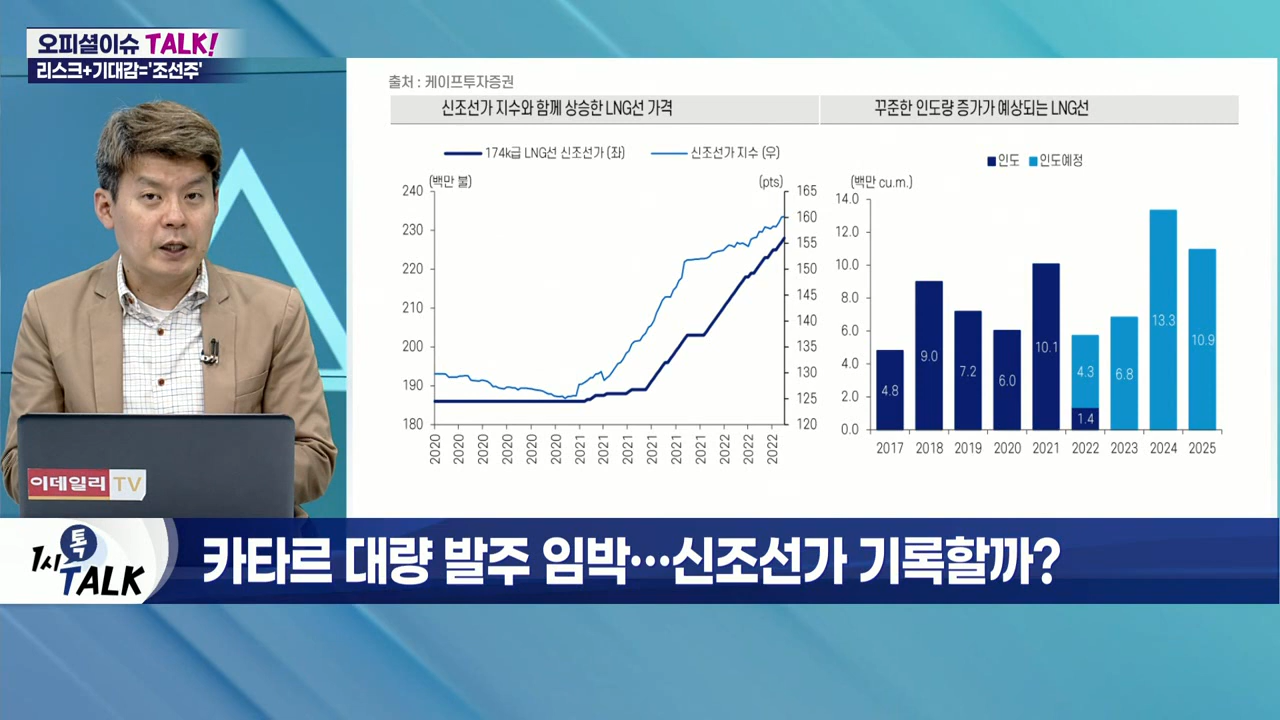 오피셜이슈 TALK!
리스크+기대감='조선주'
출처 : 케이프투자증권
신조선가 지수와 함께 상승한 LNG선 가격
꾸준한 인도량 증가가 예상되는 LNG선
174k급 LNG선 신조선가 (좌)
신조선가 지수 (우)
(백만 불)
(pts)
240
230
220
210
200
190
180
165
160
155
150
145
140
135
130
125
120
2020 2020 2020 2020 2020 2020 2021 2021 2021 2021 2021 2021 2022 2022 2022
인도 인도예정
(백만 cu.m.)
14.0
12.0
10.0
8.0
6.0
4.0
2.0
0.0
4.8
9.0
7.2
6.0
10.1
4.3
1.4
6.8
13.3
10.9
2017 2018 2019 2020 2021 2022 2023 2024 2025
이데일리 TV
1시 톡 TALK
카타르 대량 발주 임박…신조선가 기록할까?